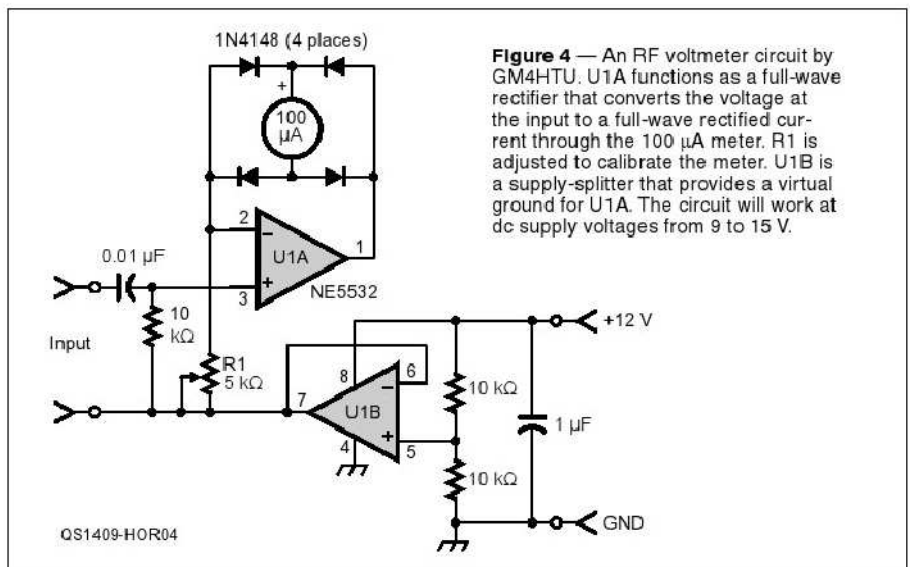 1N4148 (4 places)
+
100
µA
2
−
U1A
1
+
3
NE5532
0.01 µF
10
kΩ
Input
R1
5 kΩ
7
8
6
−
U1B
+
4
5
10 kΩ
10 kΩ
1 µF
+12 V
GND
QS1409-HOR04
Figure 4 — An RF voltmeter circuit by
GM4HTU. U1A functions as a full-wave
rectifier that converts the voltage at
the input to a full-wave rectified cur-
rent through the 100 µA meter. R1 is
adjusted to calibrate the meter. U1B is
a supply-splitter that provides a virtual
ground for U1A. The circuit will work at
dc supply voltages from 9 to 15 V.